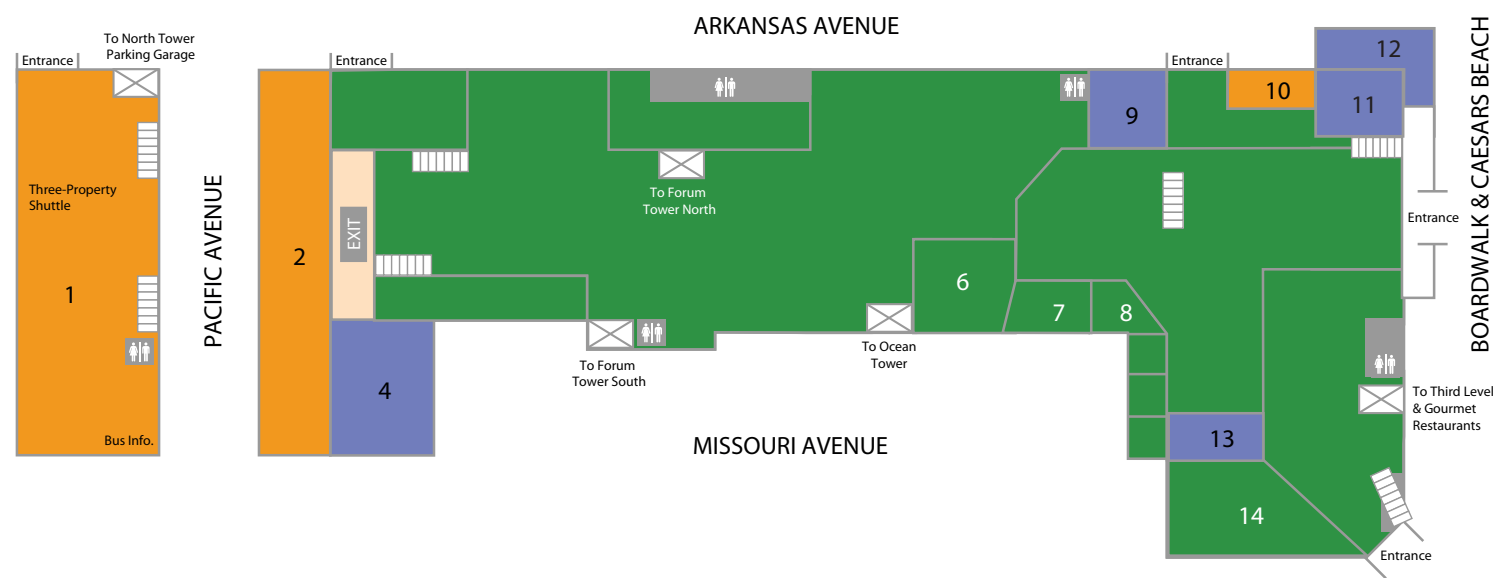 ARKANSAS AVENUE
To North Tower
Parking Garage
Entrance
Entrance
Entrance
12
10
11
9
Three-Property
Shuttle
PACIFIC AVENUE
EXIT
To Forum
Tower North
Entrance
BOARDWALK & CAESARS BEACH
2
1
6
7
8
To Ocean
Tower
To Forum
Tower South
4
To Third Level
& Gourmet
Restaurants
Bus Info.
MISSOURI AVENUE
13
14
Entrance